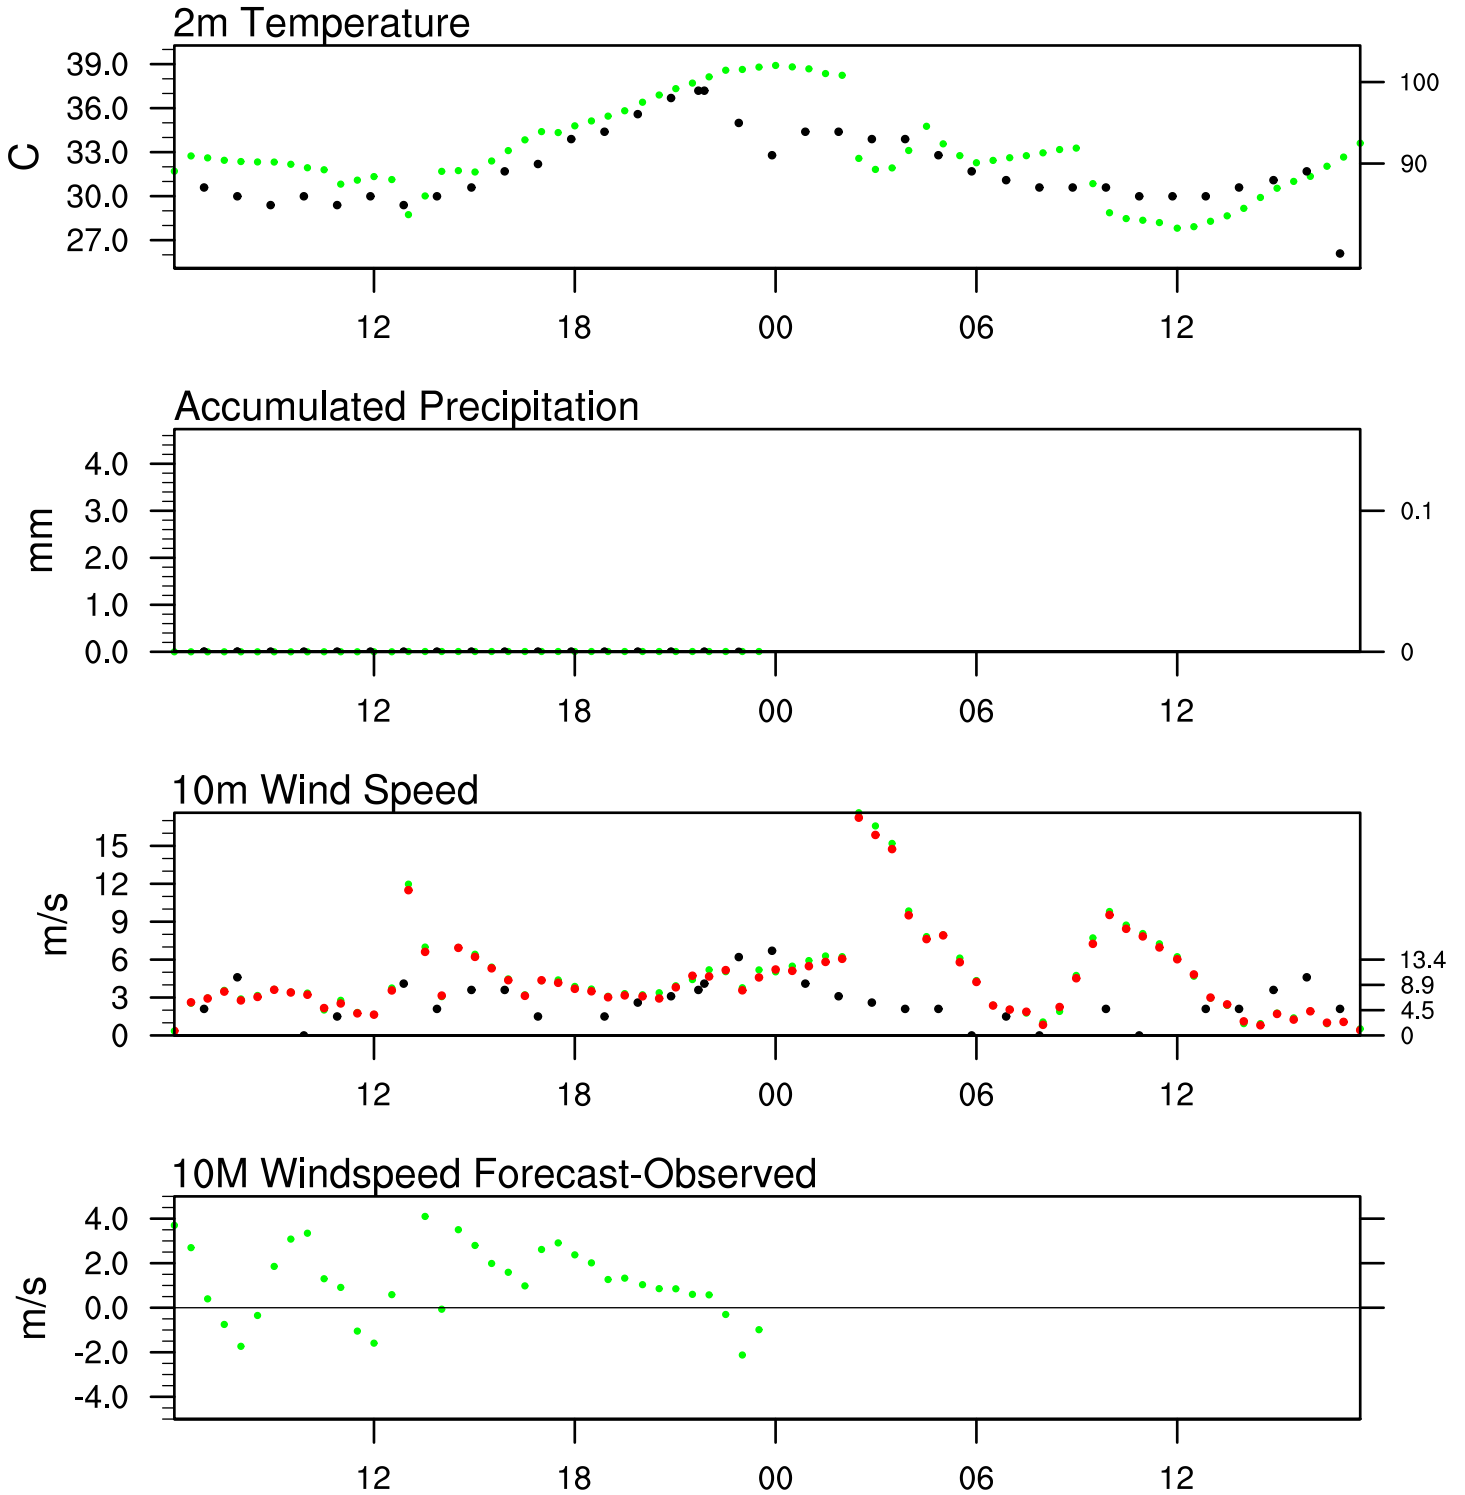 2m Temperature
39.0
36.0
33.0
30.0
27.0
C
100
90
12 18 00 06 12
Accumulated Precipitation
4.0
3.0
2.0
1.0
0.0
mm
0.1
0
12 18 00 06 12
10m Wind Speed
15
12
9
6
3
0
m/s
13.4
8.9
4.5
0
12 18 00 06 12
10M Windspeed Forecast-Observed
4.0
2.0
0.0
-2.0
-4.0
m/s
12 18 00 06 12